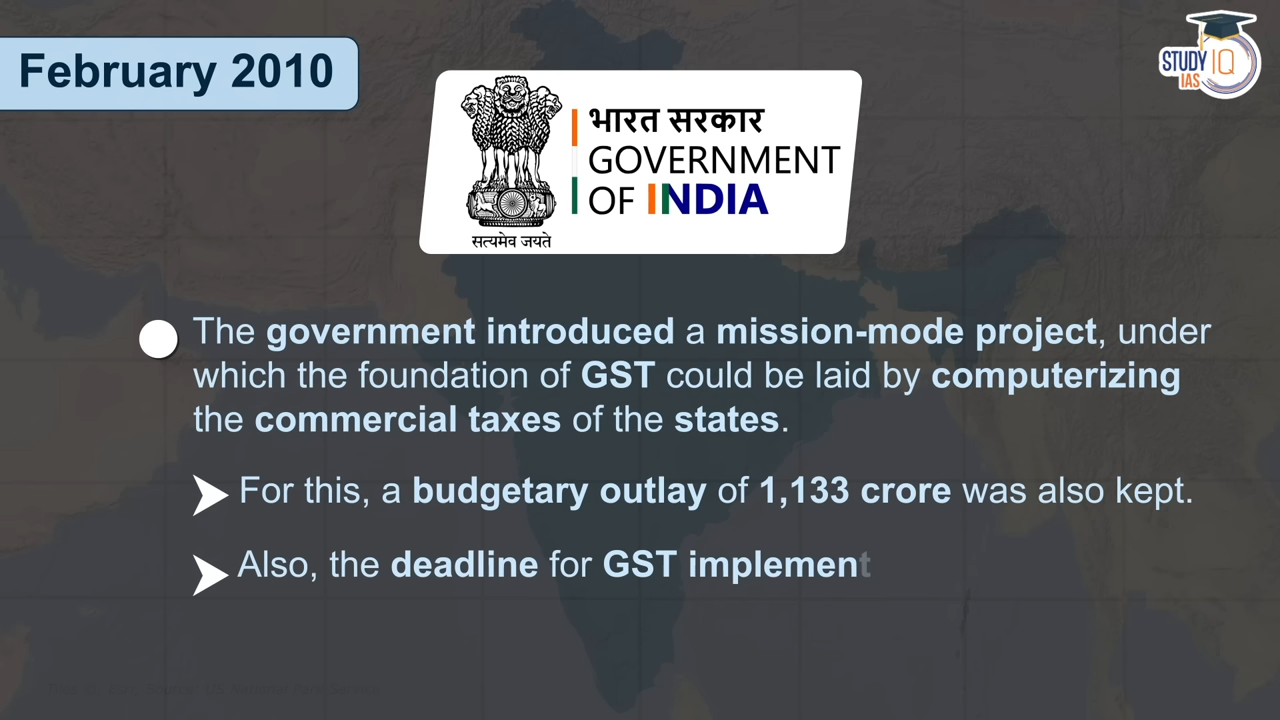 February 2010
STUDY IQ
IAS
भारत सरकार
GOVERNMENT
OF INDIA
सत्यमेव जयते
The government introduced a mission-mode project, under
which the foundation of GST could be laid by computerizing
the commercial taxes of the states.
For this, a budgetary outlay of 1,133 crore was also kept.
Also, the deadline for GST implement